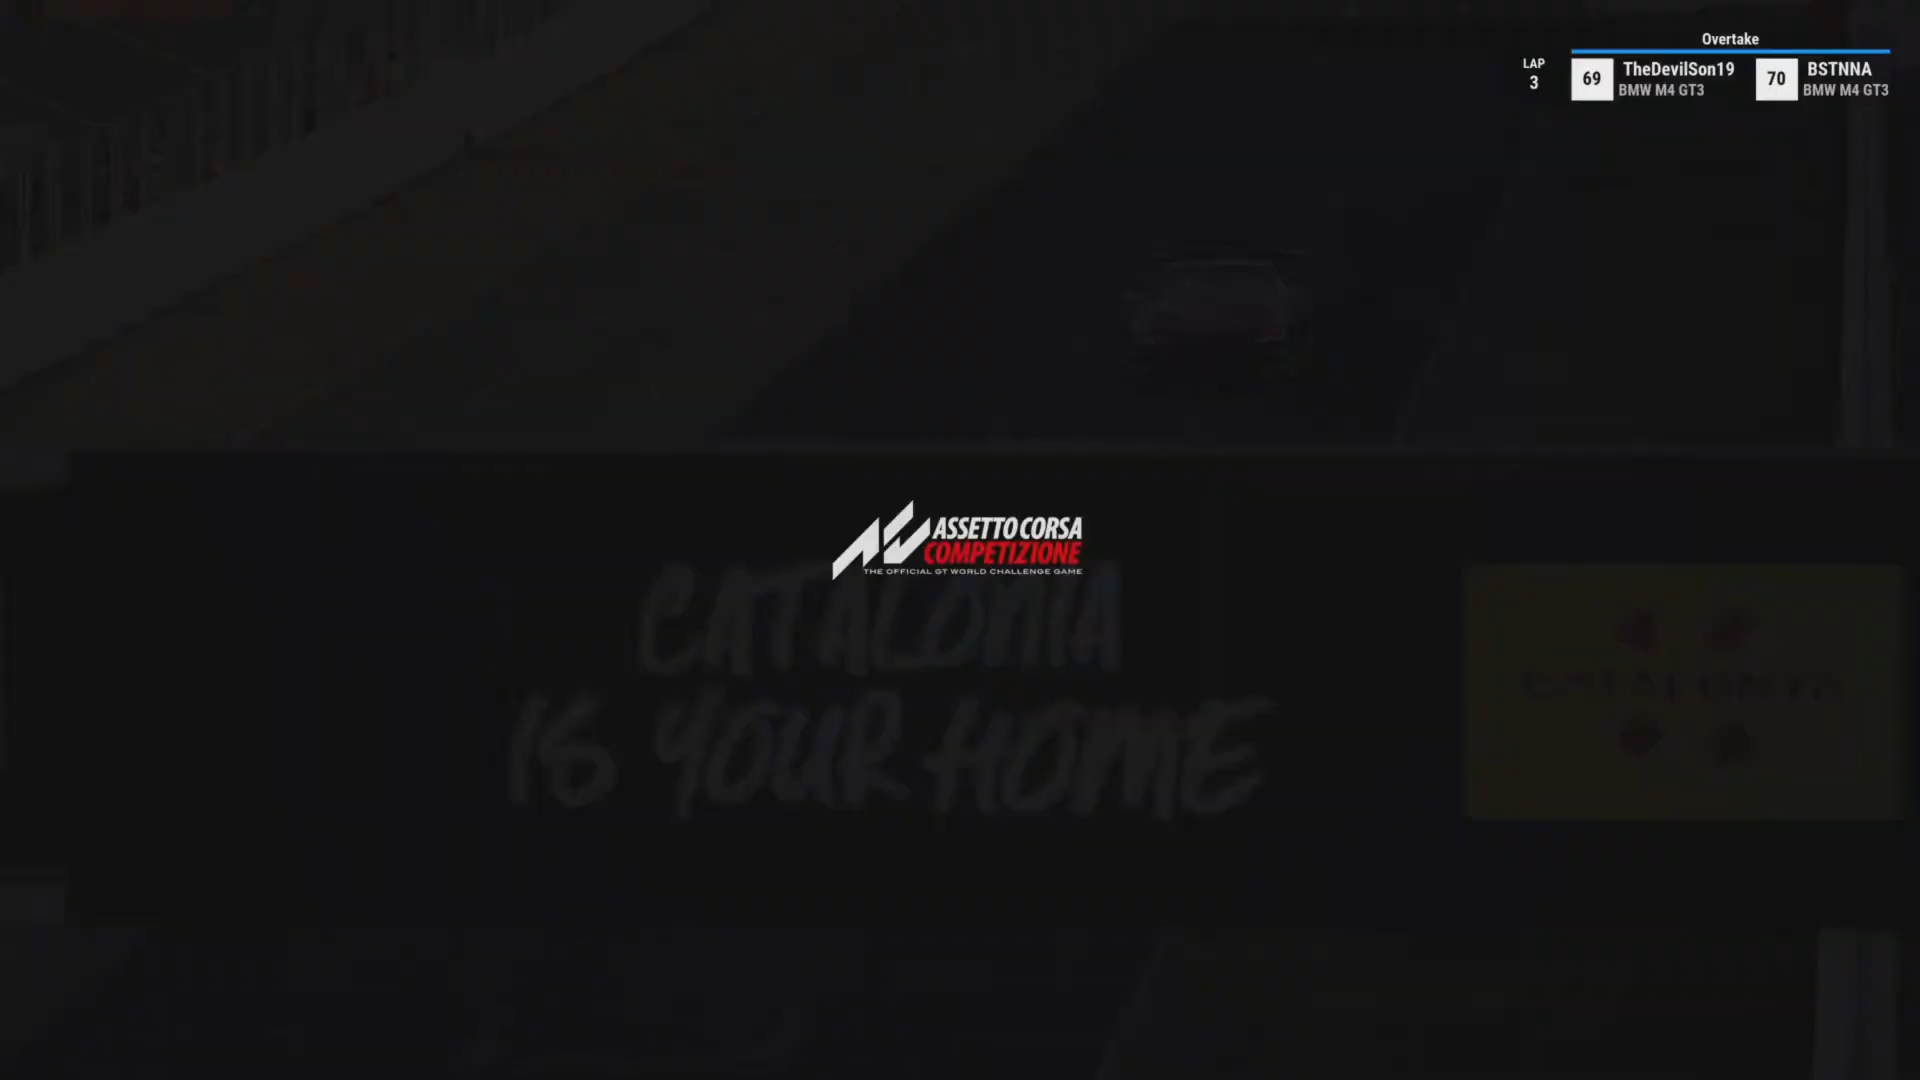 Overtake
LAP
3
69 TheDevilSon19
BMW M4 GT3
70 BSTNNA
BMW M4 GT3
ASSETTO CORSA
COMPETIZIONE
THE OFFICIAL GT WORLD CHALLENGE GAME
CATALONIA
IS YOUR HOME